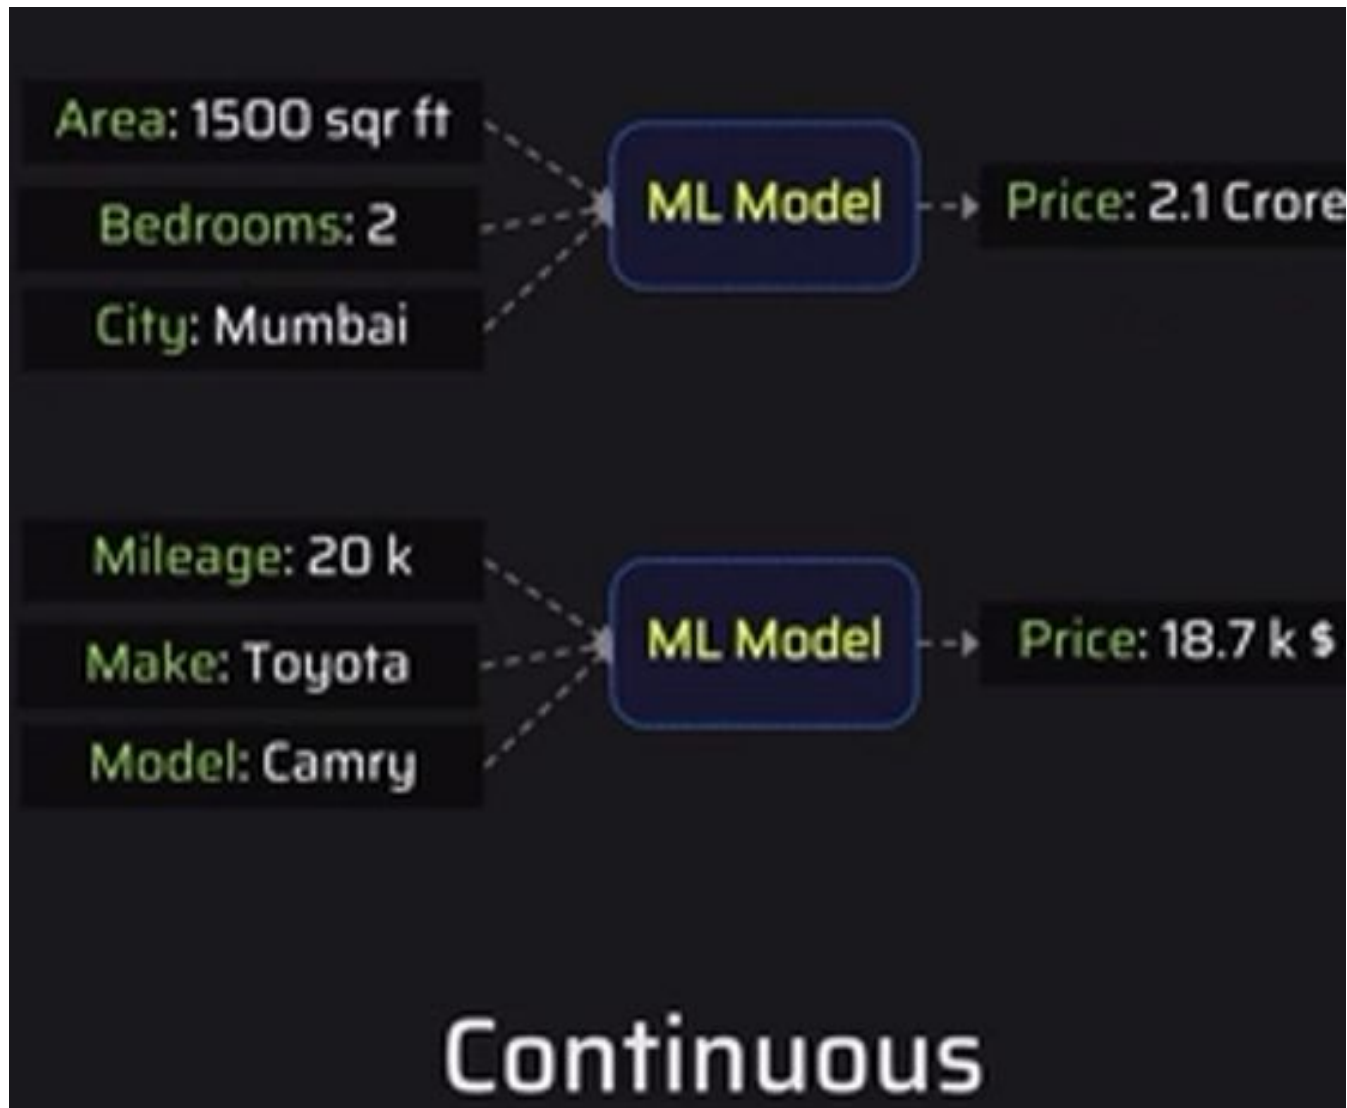 Area: 1500 sqr ft
Bedrooms: 2
City: Mumbai
ML Model
Price: 2.1 Crore
Mileage: 20 k
Make: Toyota
Model: Camry
ML Model
Price: 18.7 k $
Continuous